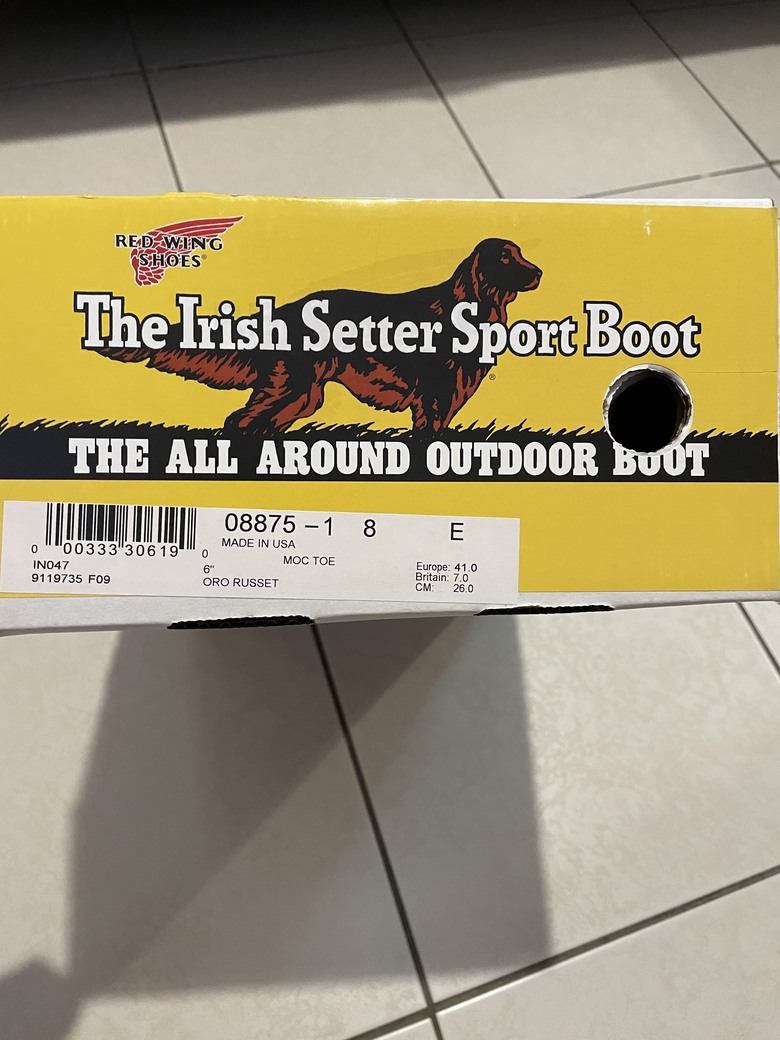 RED WING
SHOES®
The Irish Setter Sport Boot
®
THE ALL AROUND OUTDOOR BOOT
08875 -1 8 E
MADE IN USA
0 00333 30619 0
MOC TOE
IN047
6"
Europe: 41.0
9119735 F09
ORO RUSSET
Britain: 7.0
CM: 26.0